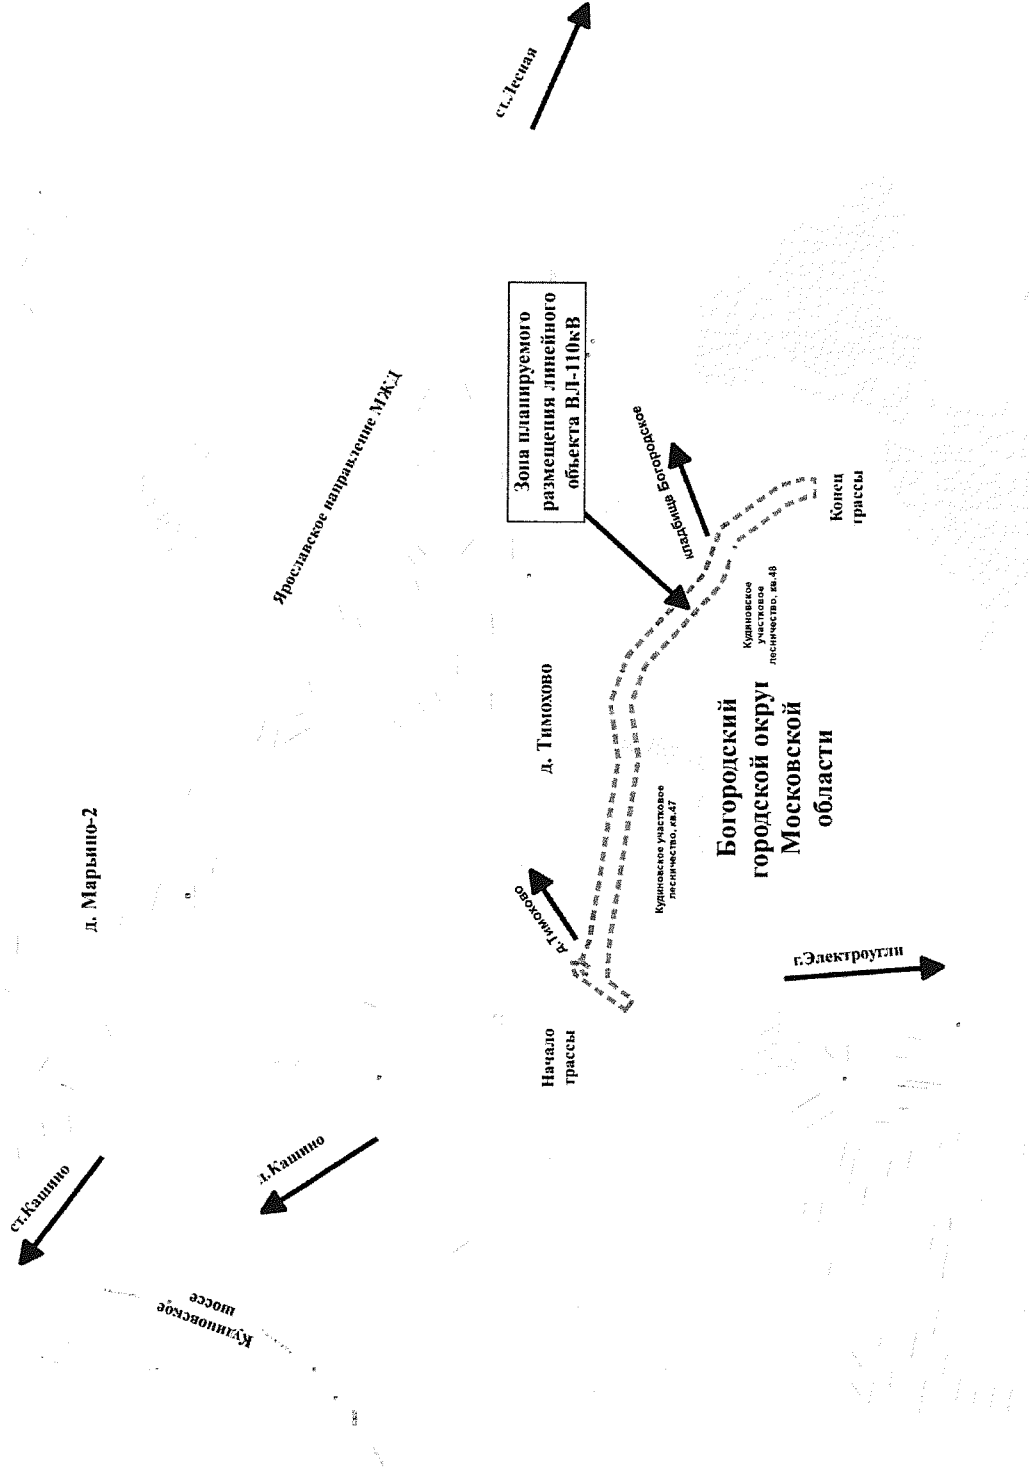 ст.Кашино
д.Кашино
Кудиновское
шоссе
д. Марьино-2
Ярославское направление МЖД
ст.Лесная
Зона планируемого
размещения линейного
объекта ВЛ-110кВ
Начало
трассы
д.Тимохово
д. Тимохово
кладбище Богородское
Кудиновское участковое
лесничество, кв.47
Кудиновское
участковое
лесничество, кв.48
Конец
трассы
Богородский
городской округ
Московской
области
г.Электроугли